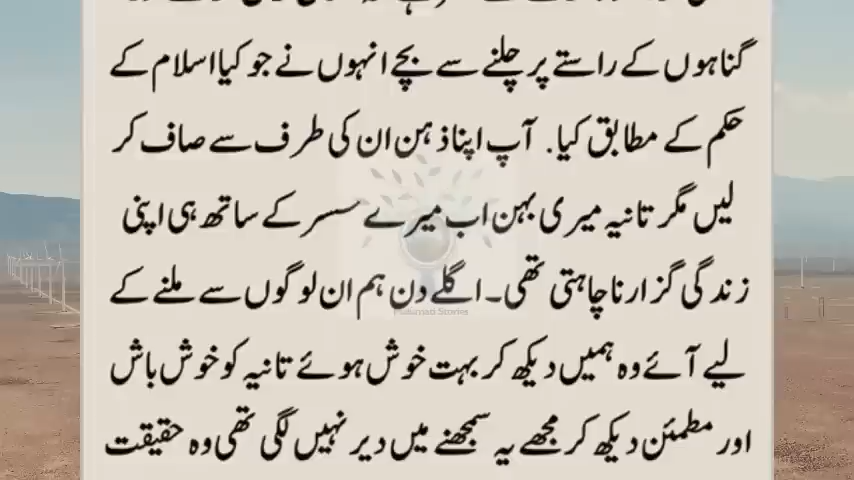 گناہوں کے راستے پر چلنے سے بچے انہوں نے جو کیا اسلام کے
حکم کے مطابق کیا. آپ اپنا ذہن ان کی طرف سے صاف کر
لیں مگر تانیہ میری بہن اب میرے سسر کے ساتھ ہی اپنی
زندگی گزارنا چاہتی تھی۔ اگلے دن ہم ان لوگوں سے ملنے کے
Malumati Stories
لیے آئے وہ ہمیں دیکھ کر بہت خوش ہوئے تانیہ کو خوش باش
اور مطمئن دیکھ کر مجھے یہ سمجھنے میں دیر نہیں لگی تھی وہ حقیقت